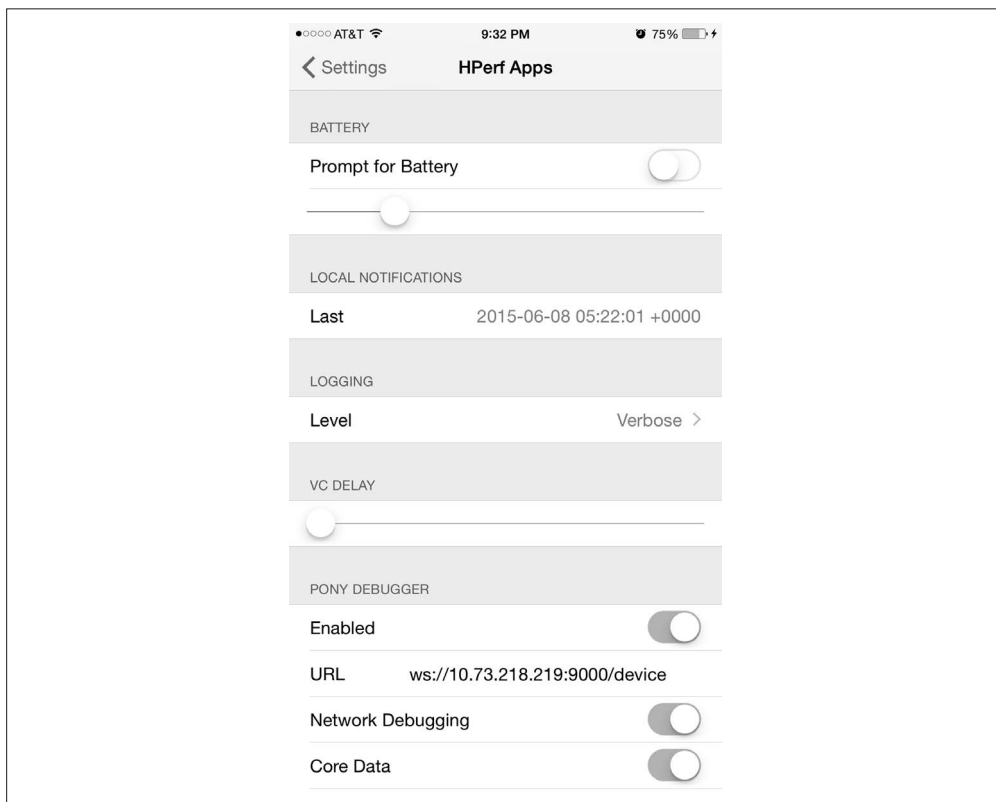 AT&T 9:32 PM 75%
Settings HPerf Apps
BATTERY
Prompt for Battery
LOCAL NOTIFICATIONS
Last 2015-06-08 05:22:01 +0000
LOGGING
Level Verbose
VC DELAY
PONY DEBUGGER
Enabled
URL ws://10.73.218.219:9000/device
Network Debugging
Core Data